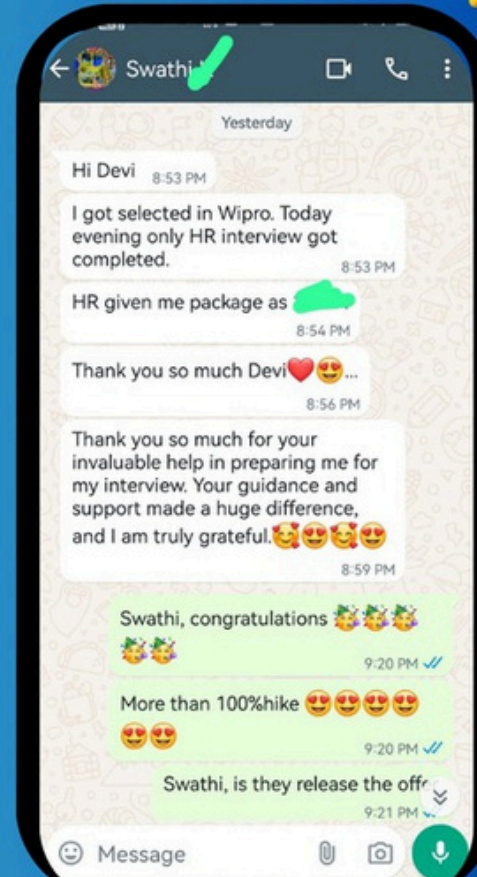 Swathi
Yesterday
Hi Devi 8:53 PM
I got selected in Wipro. Today
evening only HR interview got
completed. 8:53 PM
HR given me package as
8:54 PM
Thank you so much Devi❤️😍...
8:56 PM
Thank you so much for your
invaluable help in preparing me for
my interview. Your guidance and
support made a huge difference,
and I am truly grateful.🥰😍🥰😍
8:59 PM
Swathi, congratulations 🥳🥳🥳
🥳🥳 9:20 PM
More than 100%hike 😍😍😍😍
😍😍 9:20 PM
Swathi, is they release the
9:21 PM
Message